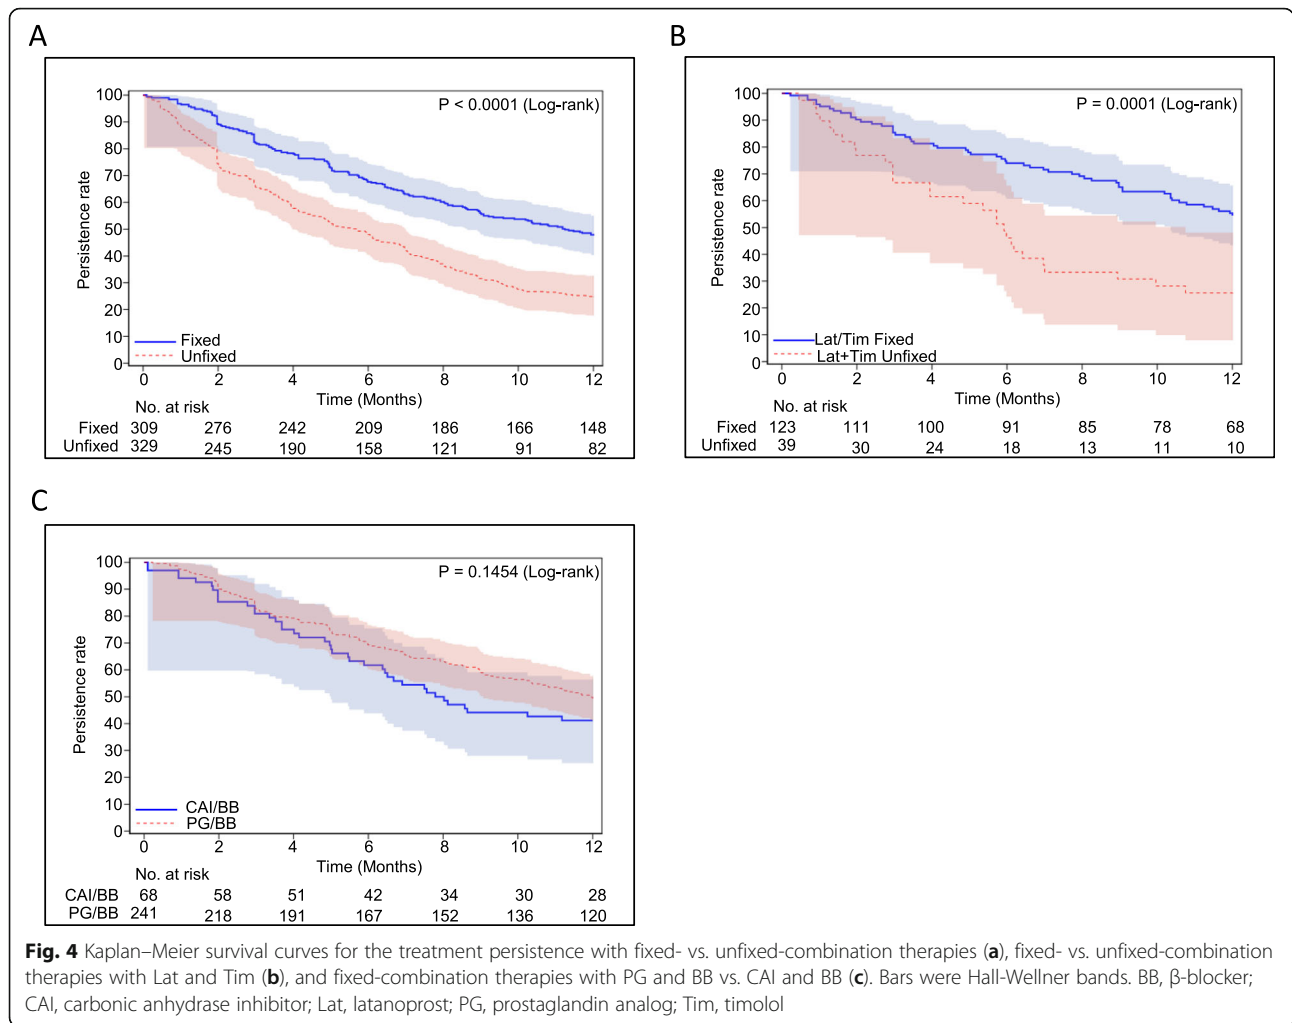 A
P < 0.0001 (Log-rank)
Persistence rate
100
90
80
70
60
50
40
30
20
10
0
Fixed
Unfixed
0 2 4 6 8 10 12
Time (Months)
No. at risk
Fixed 309 276 242 209 186 166 148
Unfixed 329 245 190 158 121 91 82
B
P = 0.0001 (Log-rank)
Persistence rate
100
90
80
70
60
50
40
30
20
10
0
Lat/Tim Fixed
Lat+Tim Unfixed
0 2 4 6 8 10 12
Time (Months)
No. at risk
Fixed 123 111 100 91 85 78 68
Unfixed 39 30 24 18 13 11 10
C
P = 0.1454 (Log-rank)
Persistence rate
100
90
80
70
60
50
40
30
20
10
0
CAI/BB
PG/BB
0 2 4 6 8 10 12
Time (Months)
No. at risk
CAI/BB 68 58 51 42 34 30 28
PG/BB 241 218 191 167 152 136 120
Fig. 4 Kaplan–Meier survival curves for the treatment persistence with fixed- vs. unfixed-combination therapies (a), fixed- vs. unfixed-combination
therapies with Lat and Tim (b), and fixed-combination therapies with PG and BB vs. CAI and BB (c). Bars were Hall-Wellner bands. BB, β-blocker;
CAI, carbonic anhydrase inhibitor; Lat, latanoprost; PG, prostaglandin analog; Tim, timolol